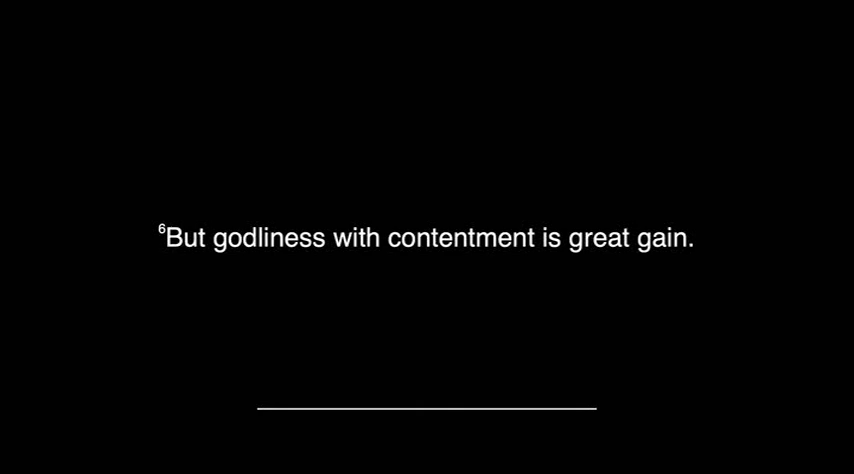 ⁶But godliness with contentment is great gain.